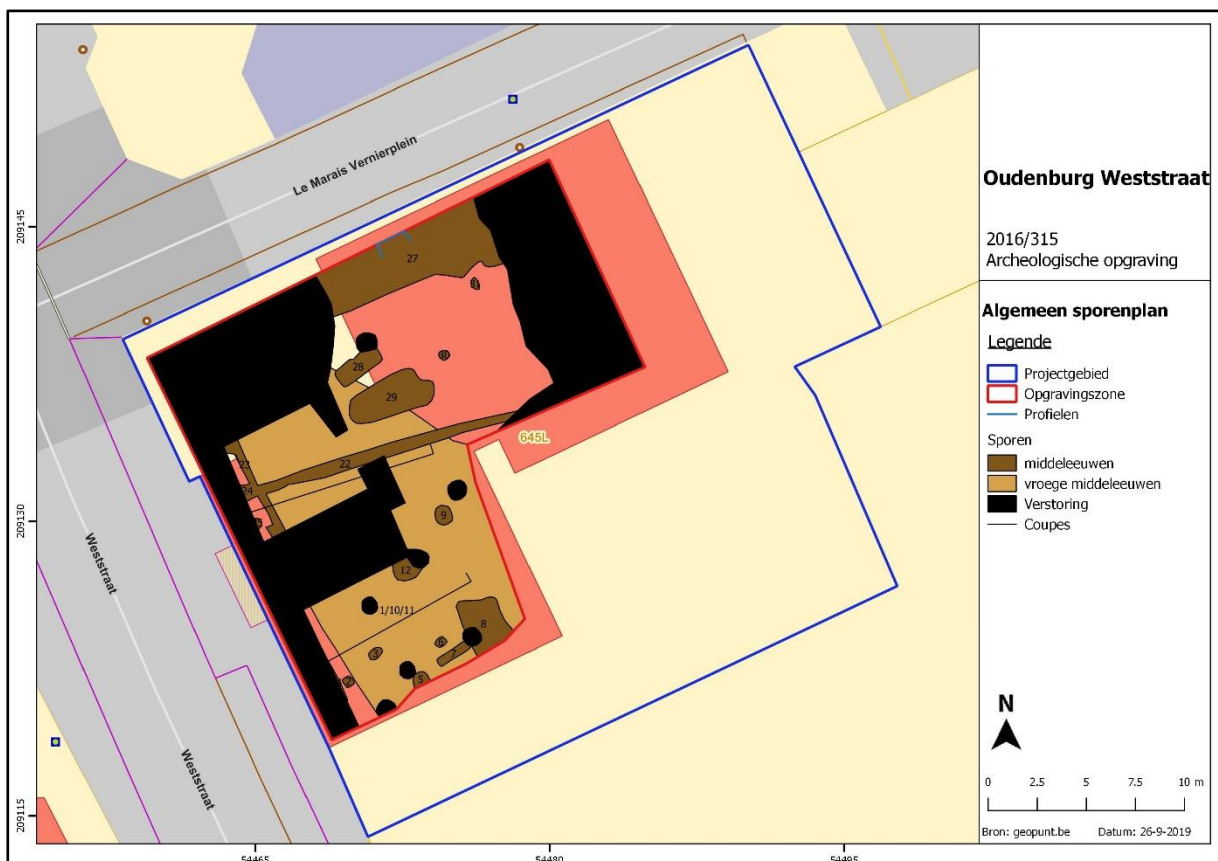 Oudenburg Weststraat
2016/315
Archeologische opgraving
Algemeen sporenplan
Legende
Projectgebied
Opgravingszone
Profielen
Sporen
middeleeuwen
vroege middeleeuwen
Verstoring
Coupes
N
0 2.5 5 7.5 10 m
Bron: geopunt.be Datum: 26-9-2019
Le Marais Vernierplein
Weststraat
Weststraat
209145
209130
209115
54465
54480
54495
645L
27
30
28
29
22
23
24
9
12
1/10/11
8
6
7
3
2
5